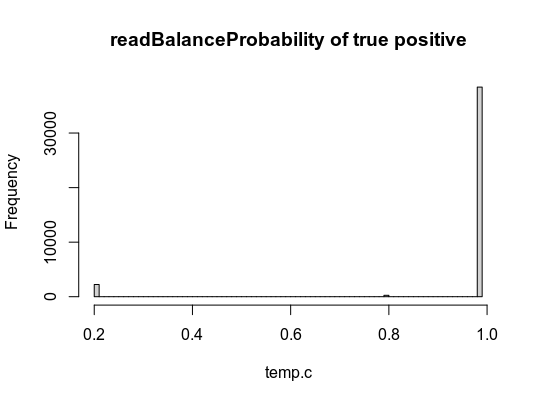 readBalanceProbability of true positive
Frequency
30000
10000
0
0.2 0.4 0.6 0.8 1.0
temp.c